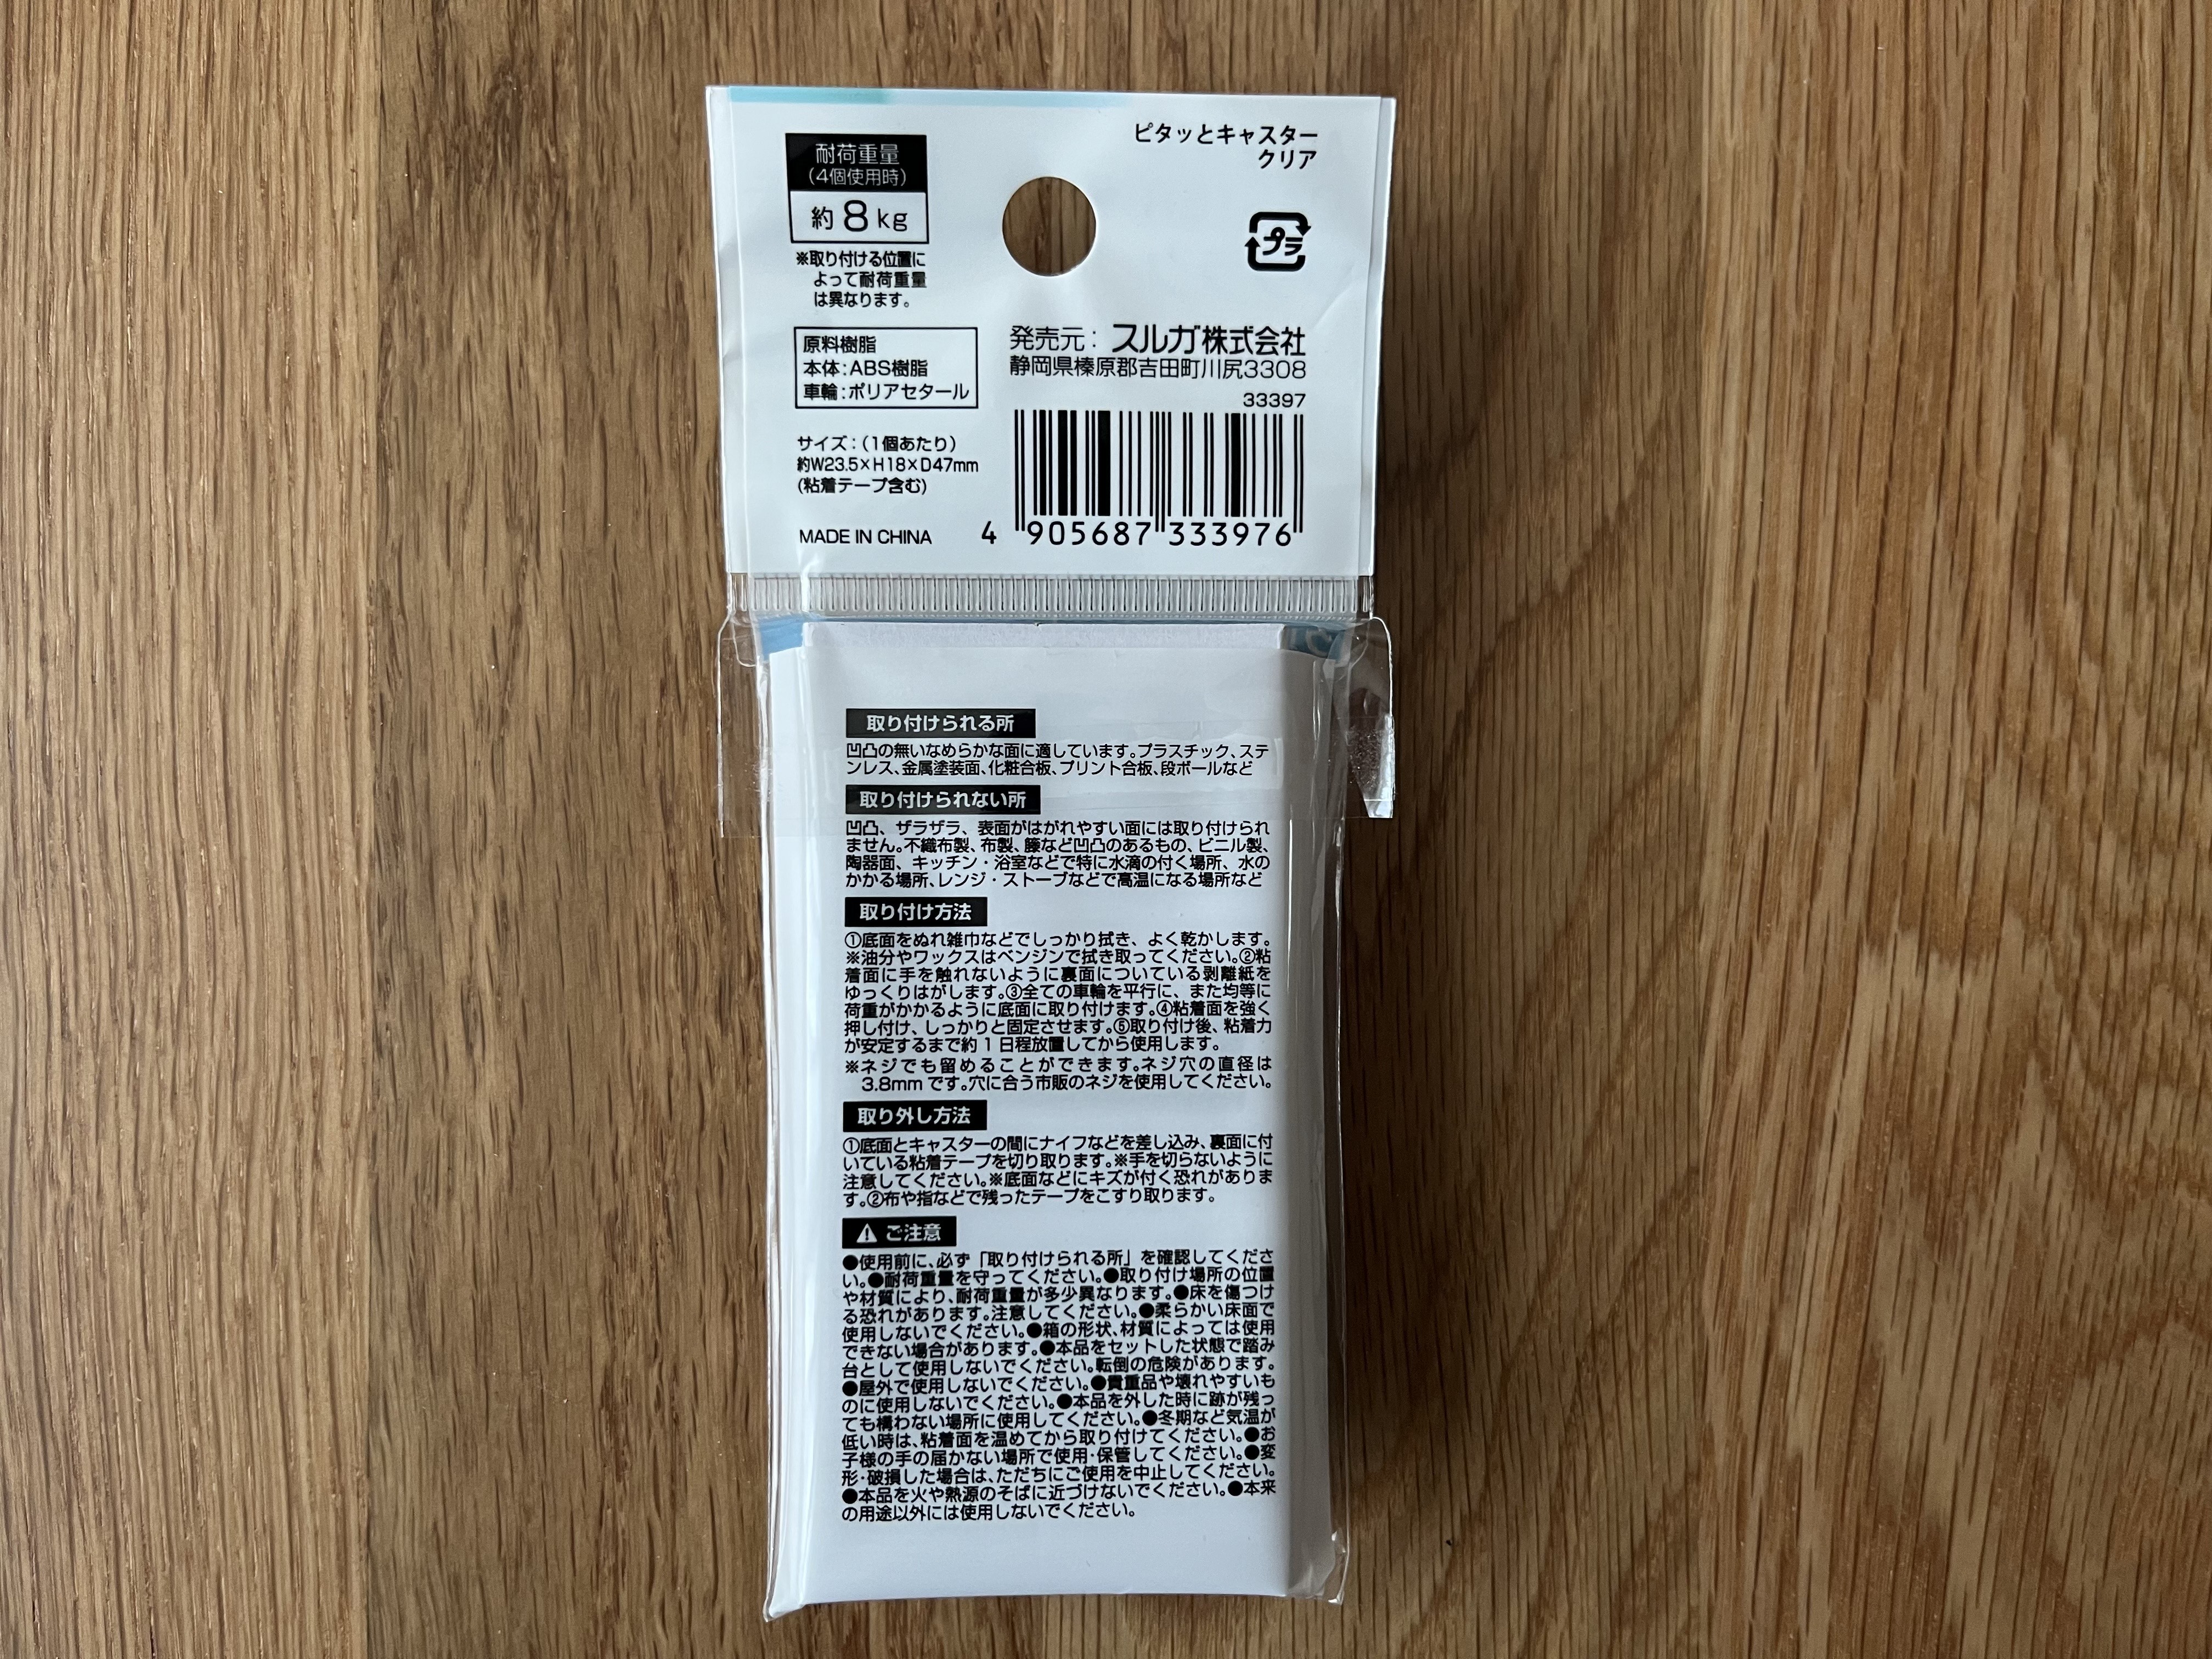 ピタッとキャスター
クリア
耐荷重量
(4個使用時)
約8kg
※取り付ける位置に
よって耐荷重量
は異なります。
プラ
原料樹脂
本体:ABS樹脂
車輪:ポリアセタール
発売元:スルガ株式会社
静岡県榛原郡吉田町川尻3308
33397
サイズ:(1個あたり)
約W23.5×H18×D47mm
(粘着テープ含む)
MADE IN CHINA
4 905687 333976
取り付けられる所
凹凸の無いなめらかな面に適しています。プラスチック、ステ
ンレス、金属塗装面、化粧合板、プリント合板、段ボールなど
取り付けられない所
凹凸、ザラザラ、表面がはがれやすい面には取り付けられ
ません。不織布製、布製、籐など凹凸のあるもの、ビニル製、
陶器面、キッチン・浴室などで特に水滴の付く場所、水の
かかる場所、レンジ・ストーブなどで高温になる場所など
取り付け方法
①底面をぬれ雑巾などでしっかり拭き、よく乾かします。
※油分やワックスはベンジンで拭き取ってください。②粘
着面に手を触れないように裏面についている剥離紙を
ゆっくりはがします。③全ての車輪を平行に、また均等に
荷重がかかるように底面に取り付けます。④粘着面を強く
押し付け、しっかりと固定させます。⑤取り付け後、粘着力
が安定するまで約1日程放置してから使用します。
※ネジでも留めることができます。ネジ穴の直径は
3.8mmです。穴に合う市販のネジを使用してください。
取り外し方法
①底面とキャスターの間にナイフなどを差し込み、裏面に付
いている粘着テープを切り取ります。※手を切らないように
注意してください。※底面などにキズが付く恐れがありま
す。②布や指などで残ったテープをこすり取ります。
ご注意
●使用前に、必ず「取り付けられる所」を確認してくださ
い。●耐荷重量を守ってください。●取り付け場所の位置
や材質により、耐荷重量が多少異なります。●床を傷つけ
る恐れがあります。注意してください。●柔らかい床面で
使用しないでください。●箱の形状、材質によっては使用
できない場合があります。●本品をセットした状態で踏み
台として使用しないでください。転倒の危険があります。
●屋外で使用しないでください。●貴重品や壊れやすいも
のに使用しないでください。●本品を外した時に跡が残っ
ても構わない場所に使用してください。●冬期など気温が
低い時は、粘着面を温めてから取り付けてください。●お
子様の手の届かない場所で使用・保管してください。●変
形・破損した場合は、ただちにご使用を中止してください。
●本品を火や熱源のそばに近づけないでください。●本来
の用途以外には使用しないでください。